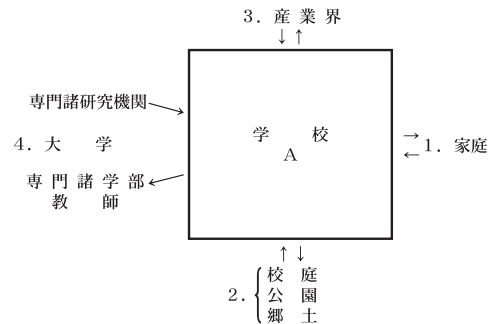 3．産業界
専門諸研究機関
学校
A
4．大学
1．家庭
専門諸学部
教師
校庭
2．公園
郷土